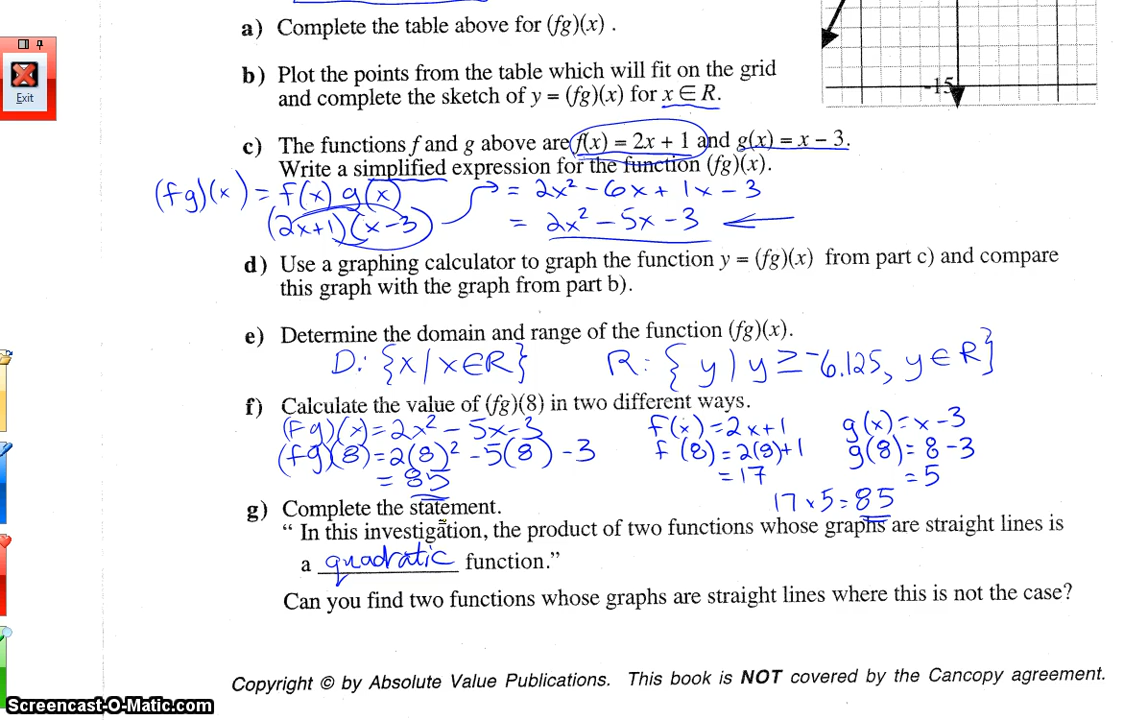 a) Complete the table above for (fg)(x) .
Exit
b) Plot the points from the table which will fit on the grid
and complete the sketch of y = (fg)(x) for x ∈ R.
-15
c) The functions f and g above are f(x) = 2x + 1 and g(x) = x − 3.
Write a simplified expression for the function (fg)(x).
(fg)(x) = f(x) g(x) = 2x² − 6x + 1x − 3
(2x+1)(x−3) = 2x² − 5x − 3
d) Use a graphing calculator to graph the function y = (fg)(x) from part c) and compare
this graph with the graph from part b).
e) Determine the domain and range of the function (fg)(x).
D: {x/x∈R} R: {y | y ≥ ⁻6.125, y ∈ R}
f) Calculate the value of (fg)(8) in two different ways.
(fg)(x) = 2x² − 5x − 3 f(x) = 2x+1 g(x) = x − 3
(fg)(8) = 2(8)² − 5(8) − 3 f(8) = 2(8)+1 g(8) = 8 − 3
= 85 = 17 = 5
17 × 5 = 85
g) Complete the statement.
“ In this investigation, the product of two functions whose graphs are straight lines is
a quadratic function.”
Can you find two functions whose graphs are straight lines where this is not the case?
Copyright © by Absolute Value Publications. This book is NOT covered by the Cancopy agreement.
Screencast-O-Matic.com